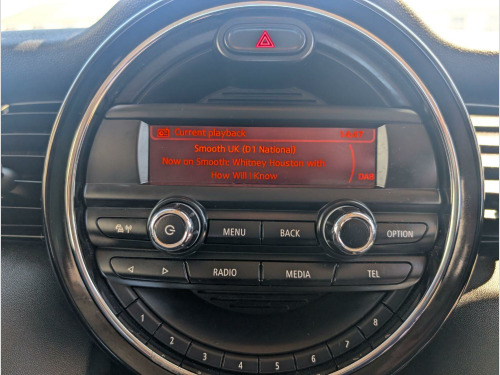 Current playback
Smooth UK (D1 National)
Now on Smooth: Whitney Houston with
How Will I Know
DAB
MENU
BACK
OPTION
RADIO
MEDIA
TEL
1 2 3 4 5 6 7 8